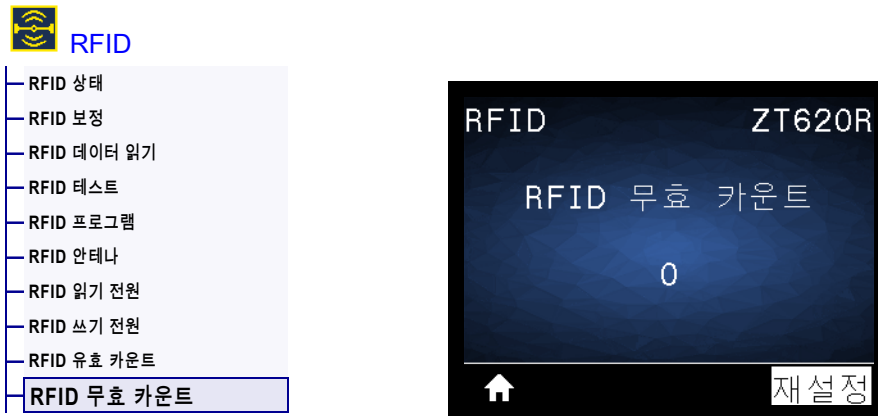 RFID
RFID 상태
RFID 보정
RFID 데이터 읽기
RFID 테스트
RFID 프로그램
RFID 안테나
RFID 읽기 전원
RFID 쓰기 전원
RFID 유효 카운트
RFID 무효 카운트
RFID ZT620R
RFID 무효 카운트
0
재설정